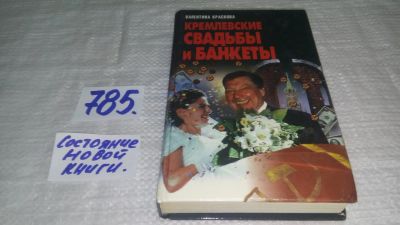 785.
Состояние
новой
книги.
ВАЛЕНТИНА КРАСКОВА
КРЕМЛЕВСКИЕ
СВАДЬБЫ
и БАНКЕТЫ